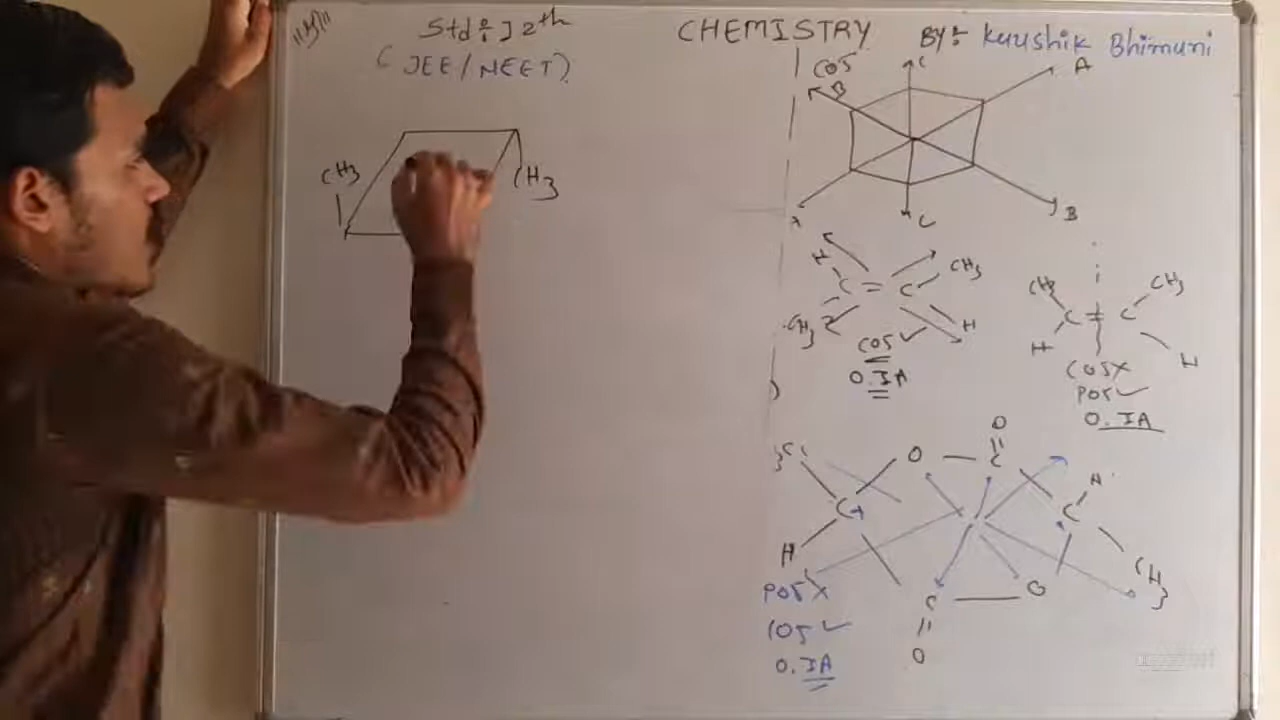 Std: 12th
( JEE / NEET )
CHEMISTRY
BY: Kaushik Bhimani
COS
B
C
A
A
C
B
CH3
CH3
H
CH3
C = C
CH3
H
COS ✓
O.IA
CH3
CH3
C = C
H
H
COS X
POS ✓
O.IA
O
O — C
H
C
C
H
CH3
POS X
COS ✓
O.IA
C — O
O